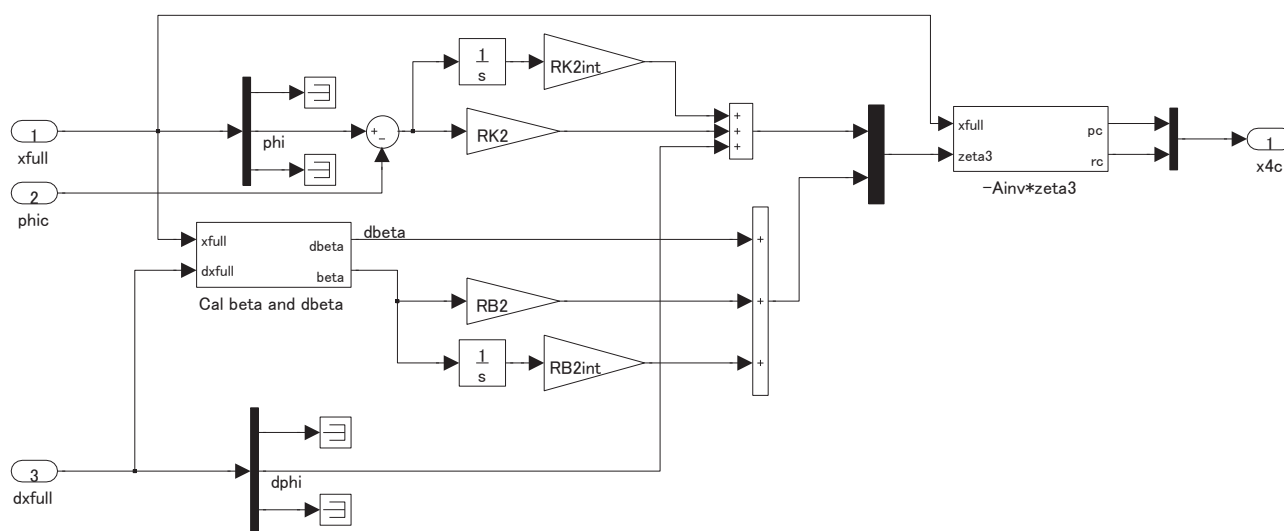 1
s
RK2int
1
xfull
phi
+
-
RK2
+
+
+
xfull
zeta3
pc
rc
-Ainv*zeta3
1
x4c
2
phic
xfull
dxfull
dbeta
beta
Cal beta and dbeta
dbeta
+
RB2
+
1
s
RB2int
+
3
dxfull
dphi